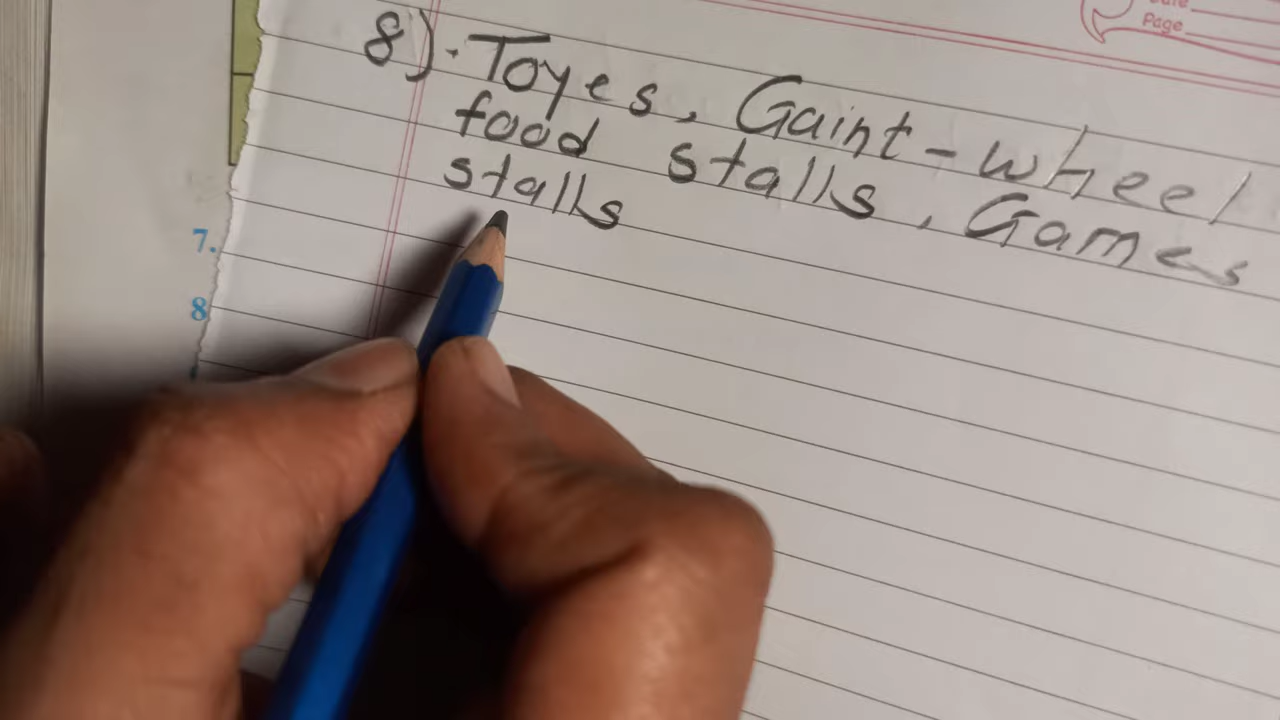 Page
8). Toyes, Gaint-wheel
food stalls, Games
stalls
7.
8